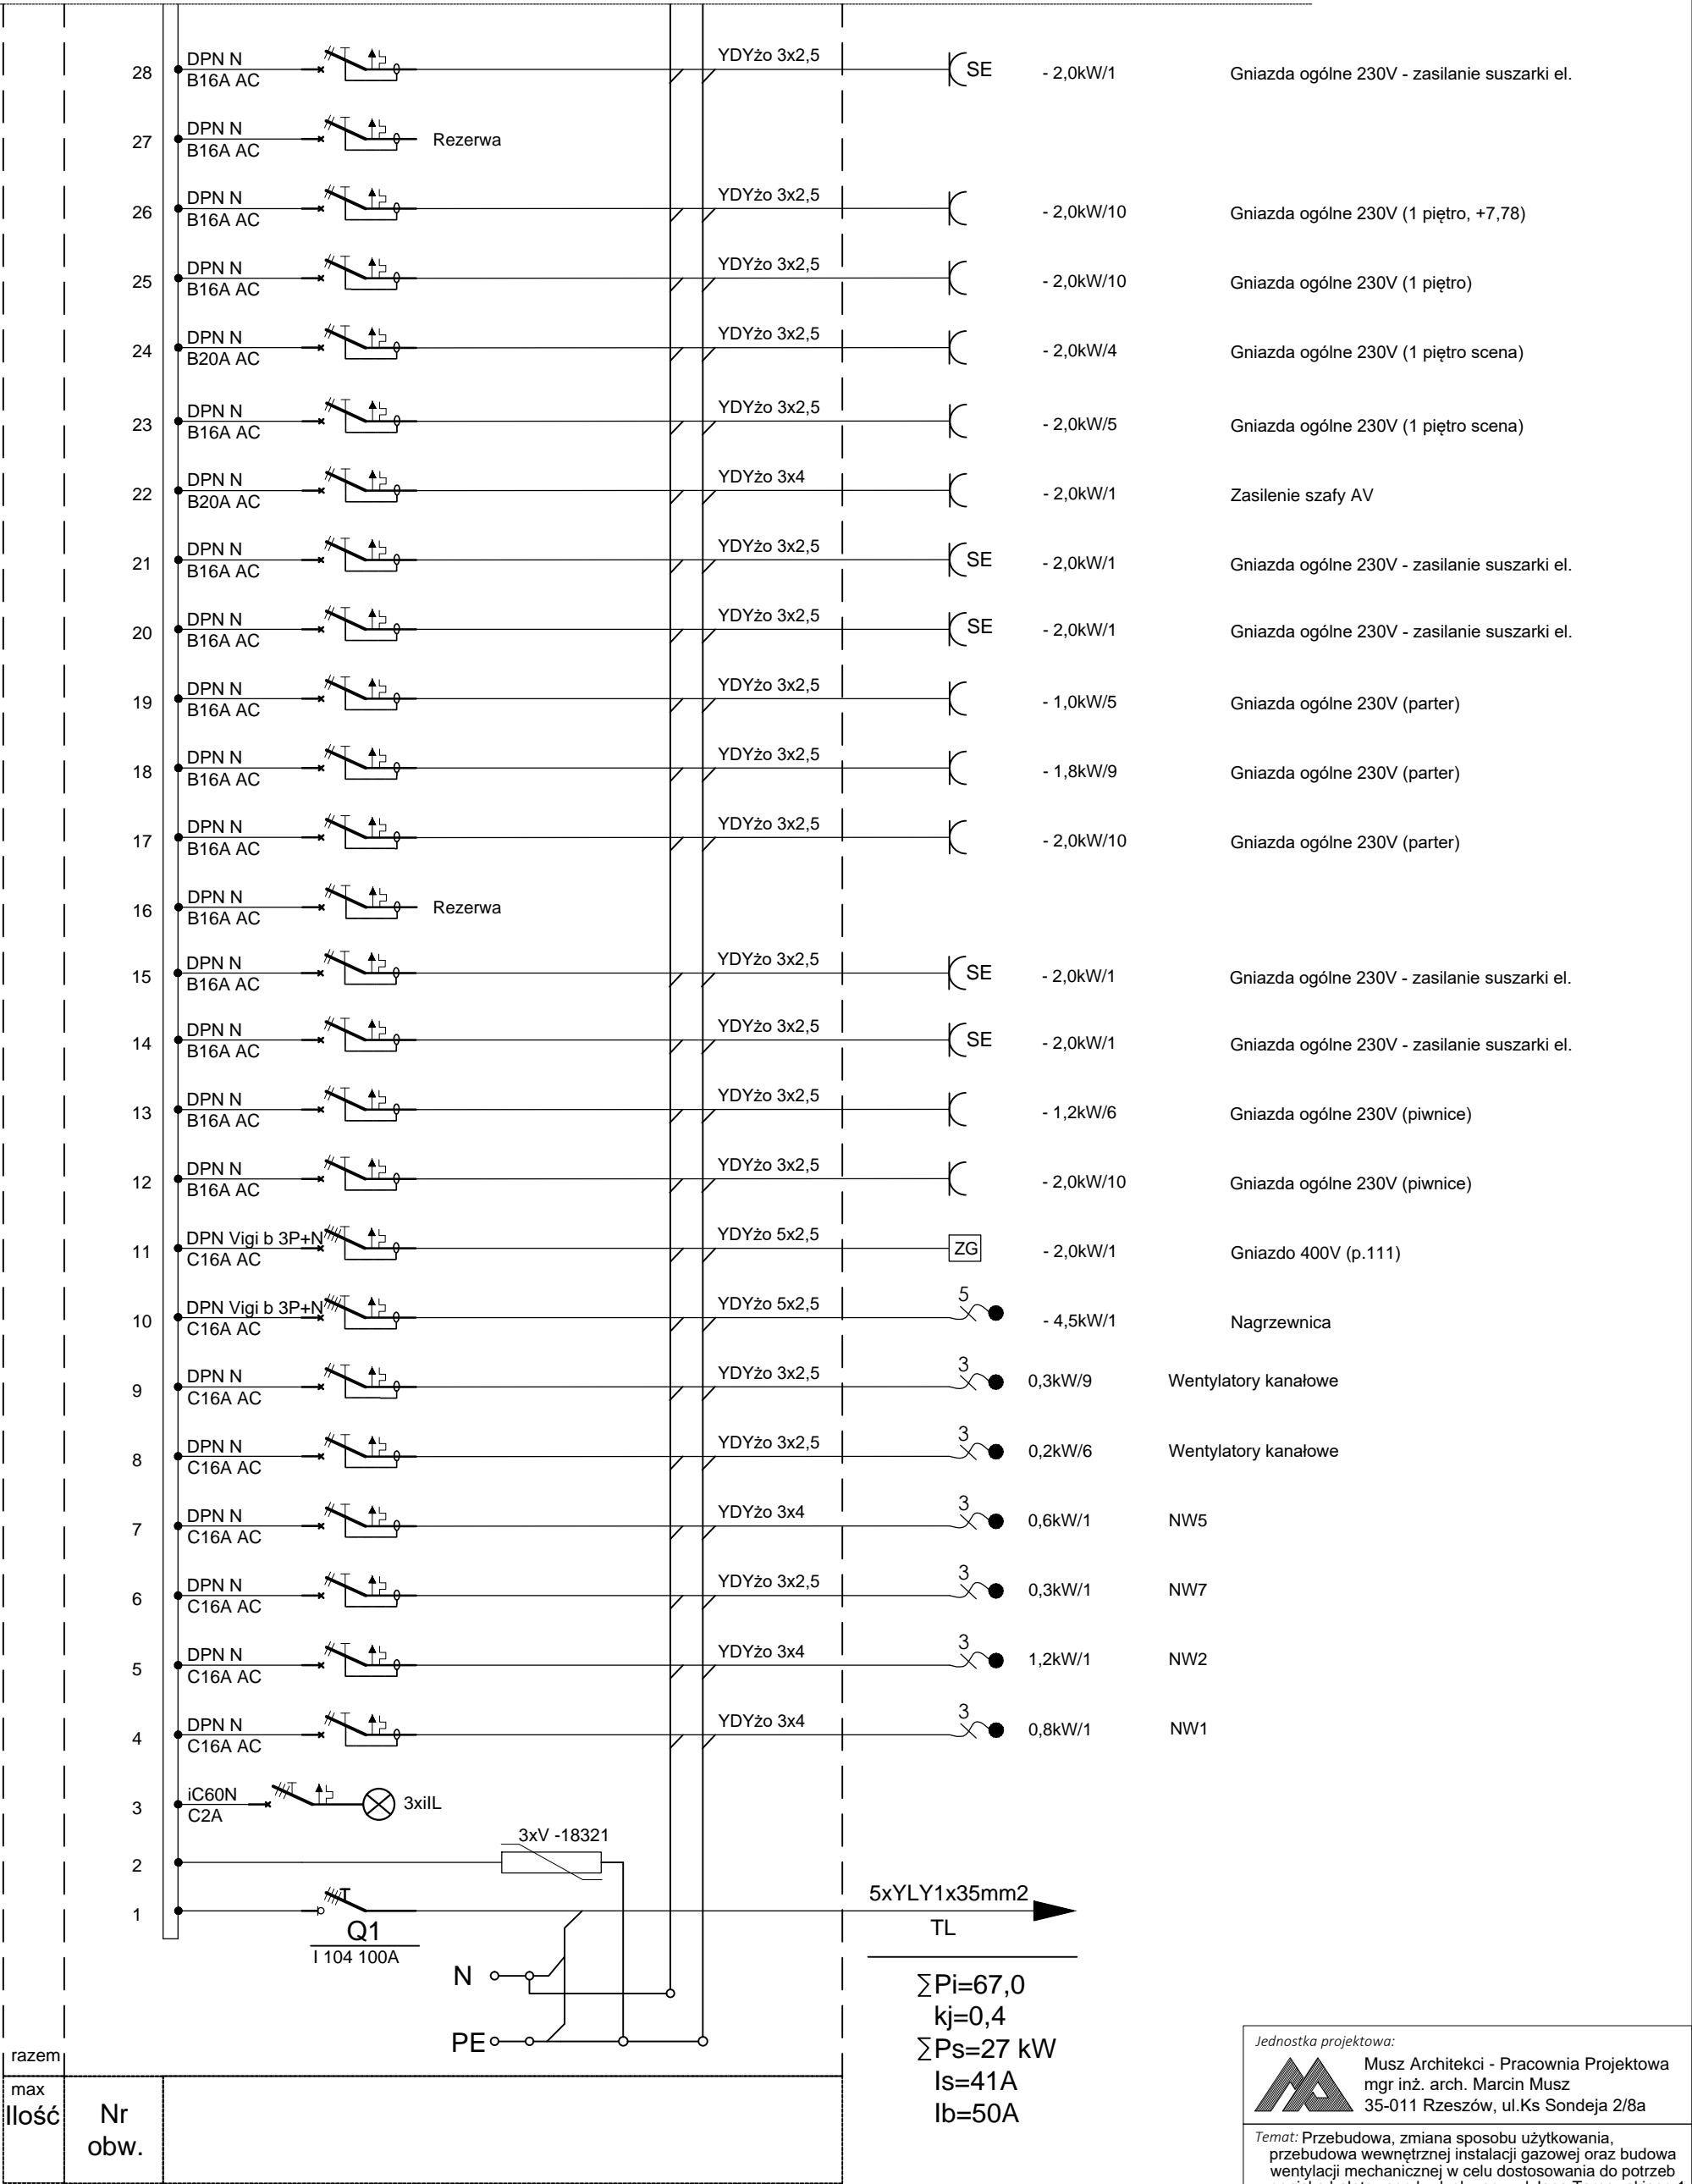 28 DPN N B16A AC YDYżo 3x2,5 SE - 2,0kW/1 Gniazda ogólne 230V - zasilanie suszarki el.
27 DPN N B16A AC Rezerwa
26 DPN N B16A AC YDYżo 3x2,5 - 2,0kW/10 Gniazda ogólne 230V (1 piętro, +7,78)
25 DPN N B16A AC YDYżo 3x2,5 - 2,0kW/10 Gniazda ogólne 230V (1 piętro)
24 DPN N B20A AC YDYżo 3x2,5 - 2,0kW/4 Gniazda ogólne 230V (1 piętro scena)
23 DPN N B16A AC YDYżo 3x2,5 - 2,0kW/5 Gniazda ogólne 230V (1 piętro scena)
22 DPN N B20A AC YDYżo 3x4 - 2,0kW/1 Zasilenie szafy AV
21 DPN N B16A AC YDYżo 3x2,5 SE - 2,0kW/1 Gniazda ogólne 230V - zasilanie suszarki el.
20 DPN N B16A AC YDYżo 3x2,5 SE - 2,0kW/1 Gniazda ogólne 230V - zasilanie suszarki el.
19 DPN N B16A AC YDYżo 3x2,5 - 1,0kW/5 Gniazda ogólne 230V (parter)
18 DPN N B16A AC YDYżo 3x2,5 - 1,8kW/9 Gniazda ogólne 230V (parter)
17 DPN N B16A AC YDYżo 3x2,5 - 2,0kW/10 Gniazda ogólne 230V (parter)
16 DPN N B16A AC Rezerwa
15 DPN N B16A AC YDYżo 3x2,5 SE - 2,0kW/1 Gniazda ogólne 230V - zasilanie suszarki el.
14 DPN N B16A AC YDYżo 3x2,5 SE - 2,0kW/1 Gniazda ogólne 230V - zasilanie suszarki el.
13 DPN N B16A AC YDYżo 3x2,5 - 1,2kW/6 Gniazda ogólne 230V (piwnice)
12 DPN N B16A AC YDYżo 3x2,5 - 2,0kW/10 Gniazda ogólne 230V (piwnice)
11 DPN Vigi b 3P+N C16A AC YDYżo 5x2,5 ZG - 2,0kW/1 Gniazdo 400V (p.111)
10 DPN Vigi b 3P+N C16A AC YDYżo 5x2,5 5 - 4,5kW/1 Nagrzewnica
9 DPN N C16A AC YDYżo 3x2,5 3 0,3kW/9 Wentylatory kanałowe
8 DPN N C16A AC YDYżo 3x2,5 3 0,2kW/6 Wentylatory kanałowe
7 DPN N C16A AC YDYżo 3x4 3 0,6kW/1 NW5
6 DPN N C16A AC YDYżo 3x2,5 3 0,3kW/1 NW7
5 DPN N C16A AC YDYżo 3x4 3 1,2kW/1 NW2
4 DPN N C16A AC YDYżo 3x4 3 0,8kW/1 NW1
3 iC60N C2A 3xiIL
2 3xV -18321
1 Q1 I 104 100A 5xYLY1x35mm2 TL
N
PE
∑Pi=67,0
kj=0,4
∑Ps=27 kW
Is=41A
Ib=50A
razem
max
Ilość
Nr
obw.
Jednostka projektowa:
Musz Architekci - Pracownia Projektowa
mgr inż. arch. Marcin Musz
35-011 Rzeszów, ul.Ks Sondeja 2/8a
Temat: Przebudowa, zmiana sposobu użytkowania,
przebudowa wewnętrznej instalacji gazowej oraz budowa
wentylacji mechanicznej w celu dostosowania do potrzeb